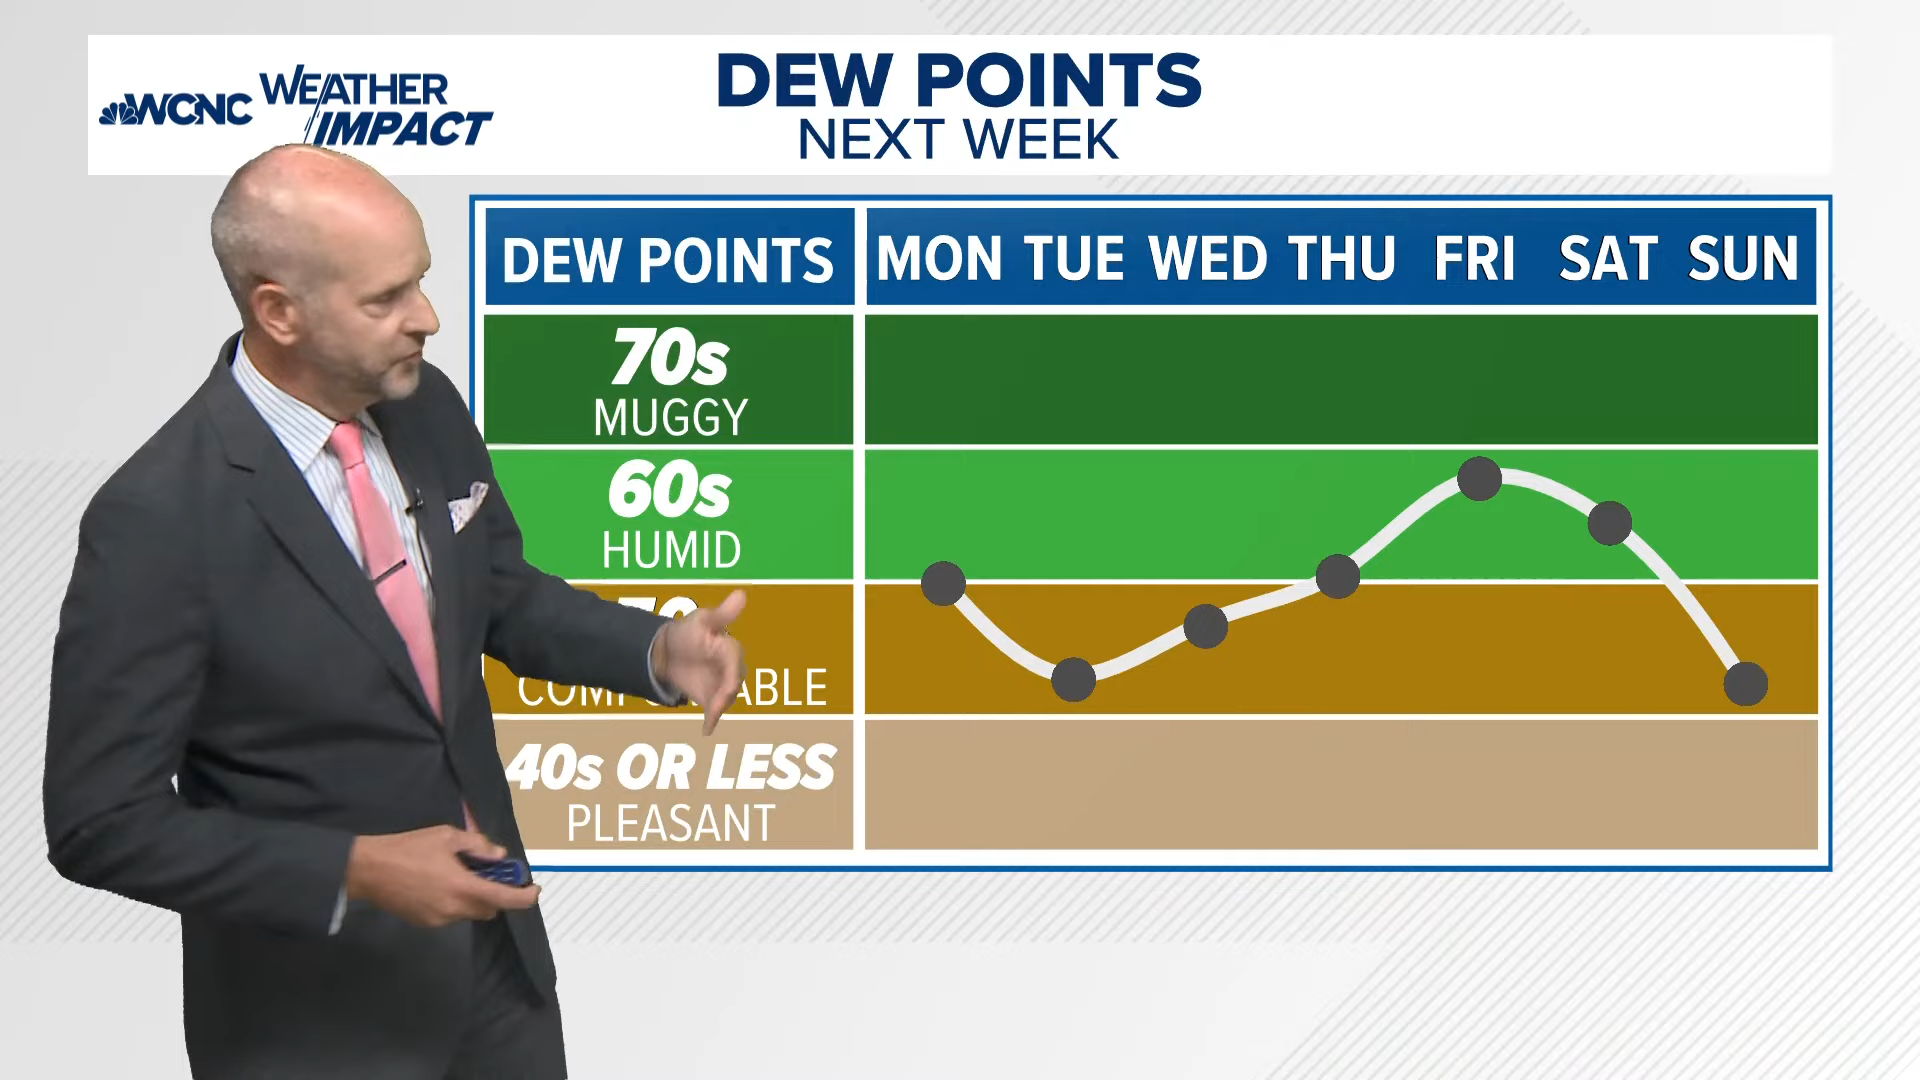 WCNC WEATHER IMPACT
DEW POINTS
NEXT WEEK
DEW POINTS MON TUE WED THU FRI SAT SUN
70s
MUGGY
60s
HUMID
40s OR LESS
PLEASANT